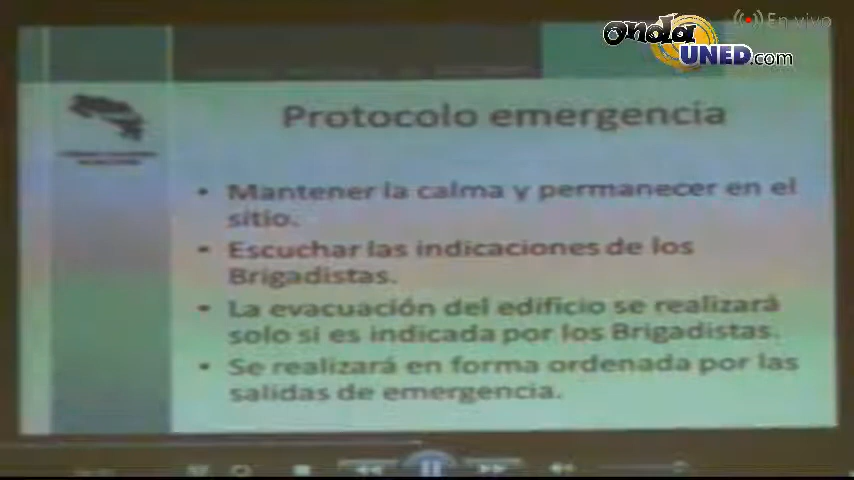 En vivo
onda
UNED.com
Protocolo emergencia
• Mantener la calma y permanecer en el
sitio.
• Escuchar las indicaciones de los
Brigadistas.
• La evacuación del edificio se realizará
solo si es indicada por los Brigadistas.
• Se realizará en forma ordenada por las
salidas de emergencia.